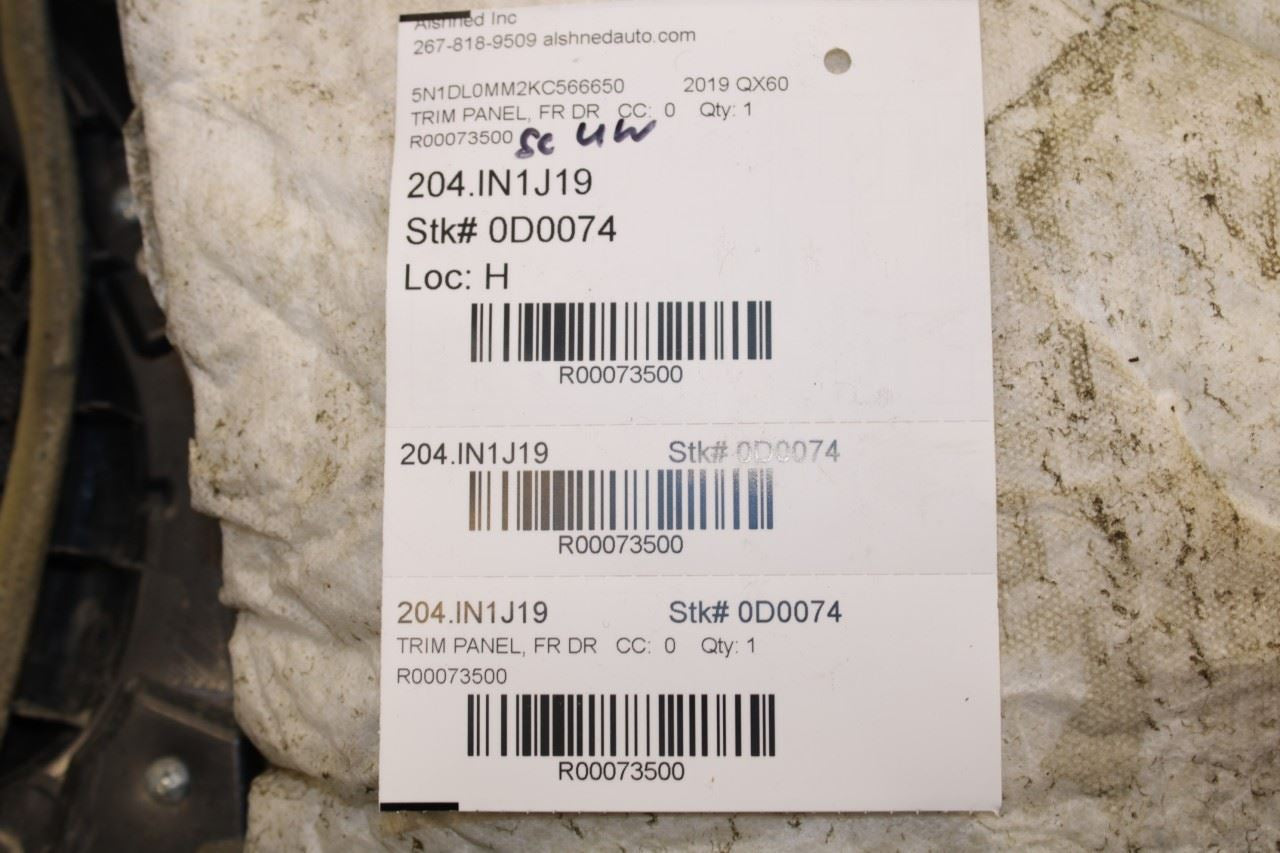 Alshned Inc
267-818-9509 alshnedauto.com
5N1DL0MM2KC566650 2019 QX60
TRIM PANEL, FR DR CC: 0 Qty: 1
R00073500
204.IN1J19
Stk# 0D0074
Loc: H
R00073500
204.IN1J19 Stk# 0D0074
R00073500
204.IN1J19 Stk# 0D0074
TRIM PANEL, FR DR CC: 0 Qty: 1
R00073500
R00073500